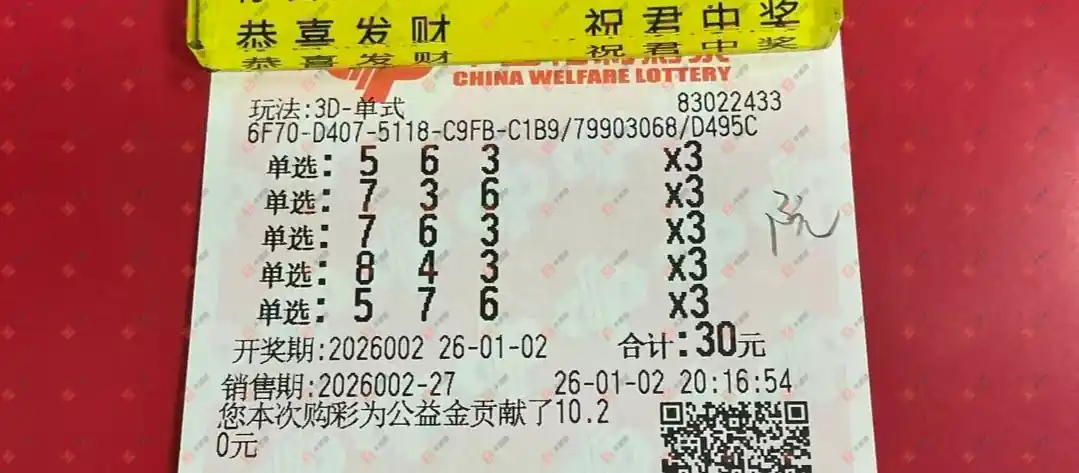 恭喜发财 祝君中奖
恭喜发财 祝君中奖
CHINA WELFARE LOTTERY
玩法:3D-单式 83022433
6F70-D407-5118-C9FB-C1B9/79903068/D495C
单选: 5 6 3 x3
单选: 7 3 6 x3
单选: 7 6 3 x3
单选: 8 4 3 x3
单选: 5 7 6 x3
开奖期:2026002 26-01-02 合计:30元
销售期:2026002-27 26-01-02 20:16:54
您本次购彩为公益金贡献了10.2
0元